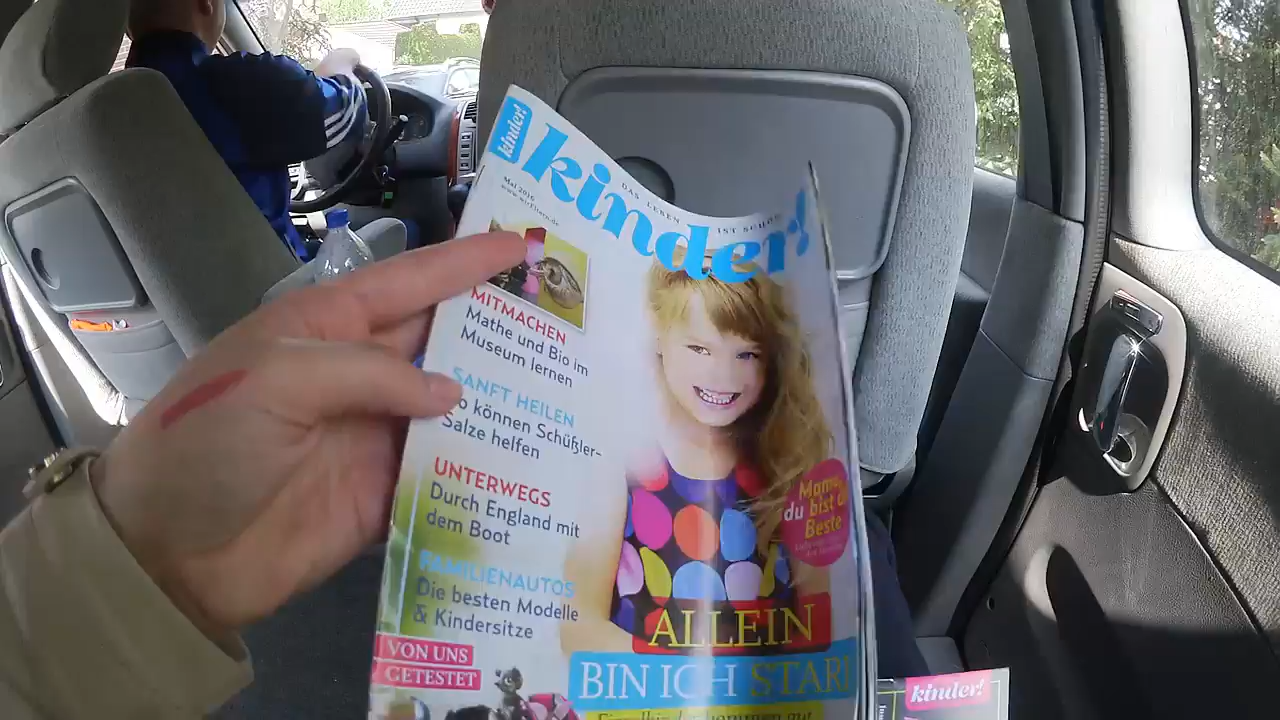 kinder!
kinder!
DAS LEBEN IST SCHÖN
Mai 2016
MITMACHEN
Mathe und Bio im
Museum lernen
SANFT HEILEN
So können Schüßler-
Salze helfen
UNTERWEGS
Durch England mit
dem Boot
FAMILIENAUTOS
Die besten Modelle
& Kindersitze
VON UNS
GETESTET
Mama,
du bist d
Beste
ALLEIN
BIN ICH STARK
kinder!